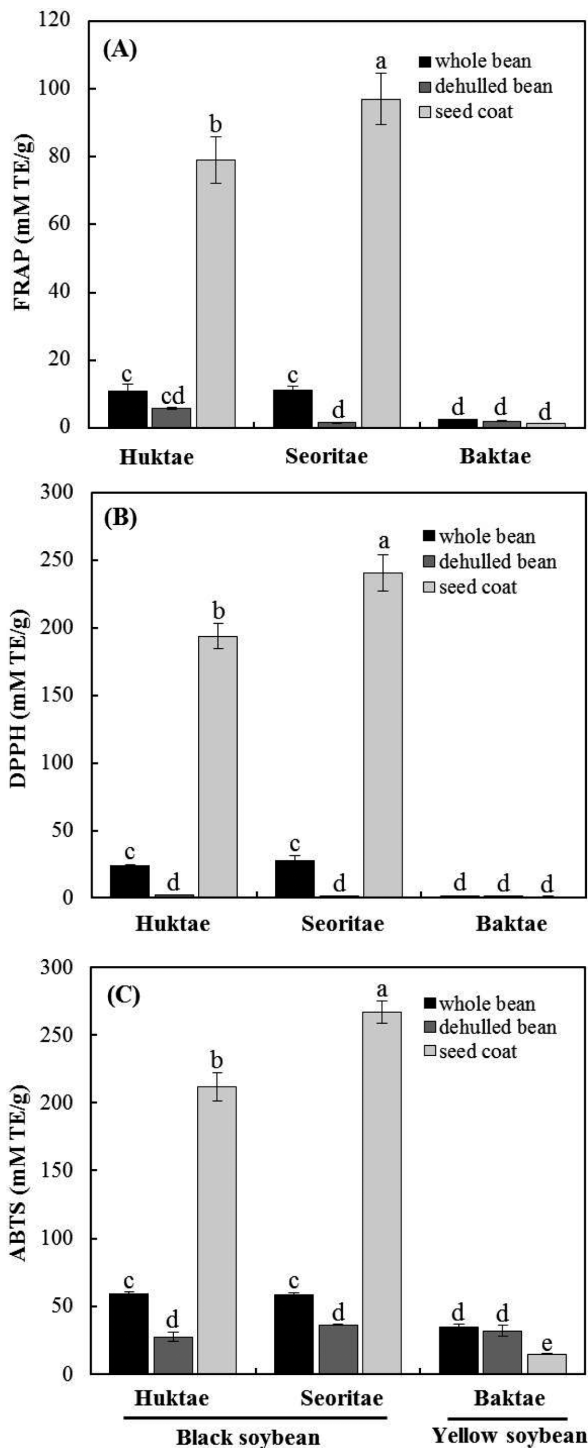 120
(A)
whole bean
dehulled bean
seed coat
a
b
100
80
60
40
20
0
FRAP (mM TE/g)
c
cd
c
d
d
d
d
Huktae
Seoritae
Baktae
300
(B)
whole bean
dehulled bean
seed coat
a
b
250
200
150
100
50
0
DPPH (mM TE/g)
c
d
c
d
d
d
d
Huktae
Seoritae
Baktae
300
(C)
whole bean
dehulled bean
seed coat
a
b
250
200
150
100
50
0
ABTS (mM TE/g)
c
d
c
d
d
d
e
Huktae
Seoritae
Baktae
Black soybean
Yellow soybean